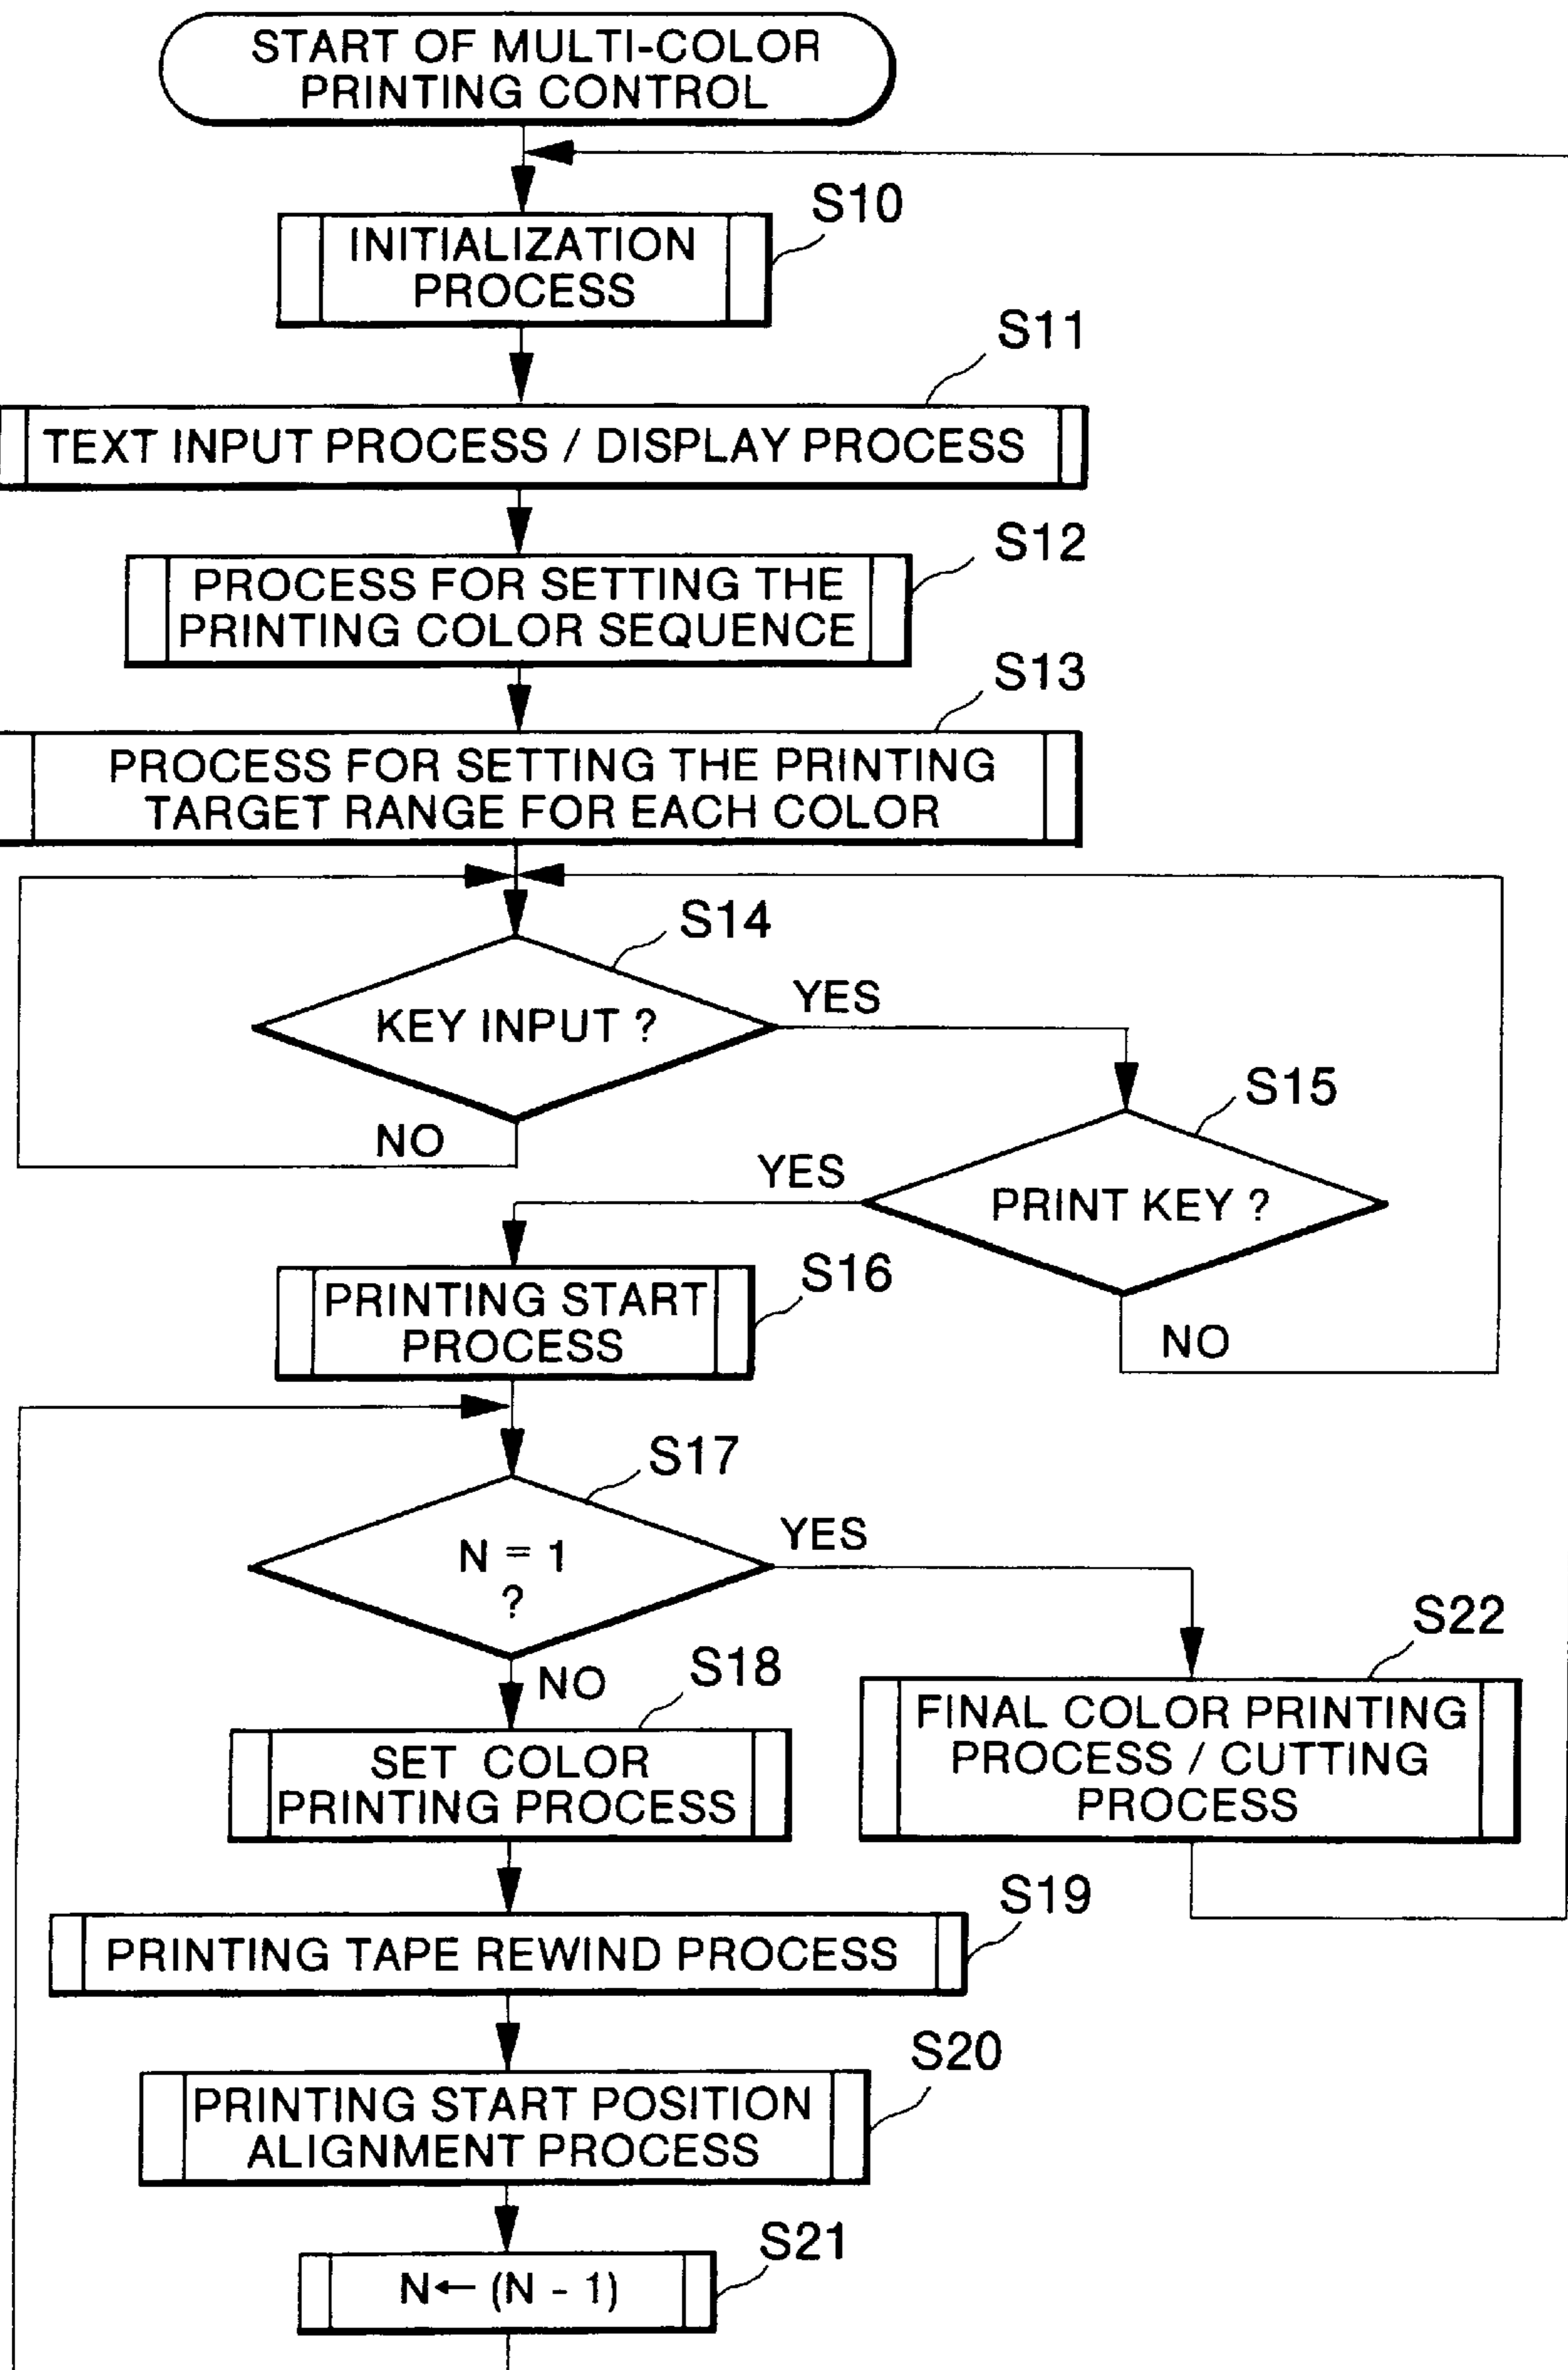 START OF MULTI-COLOR
PRINTING CONTROL
S10
INITIALIZATION
PROCESS
S11
TEXT INPUT PROCESS / DISPLAY PROCESS
S12
PROCESS FOR SETTING THE
PRINTING COLOR SEQUENCE
S13
PROCESS FOR SETTING THE PRINTING
TARGET RANGE FOR EACH COLOR
S14
KEY INPUT ?
YES
NO
S15
PRINT KEY ?
YES
NO
S16
PRINTING START
PROCESS
S17
N = 1
?
YES
NO
S18
SET COLOR
PRINTING PROCESS
S22
FINAL COLOR PRINTING
PROCESS / CUTTING
PROCESS
S19
PRINTING TAPE REWIND PROCESS
S20
PRINTING START POSITION
ALIGNMENT PROCESS
S21
N← (N - 1)